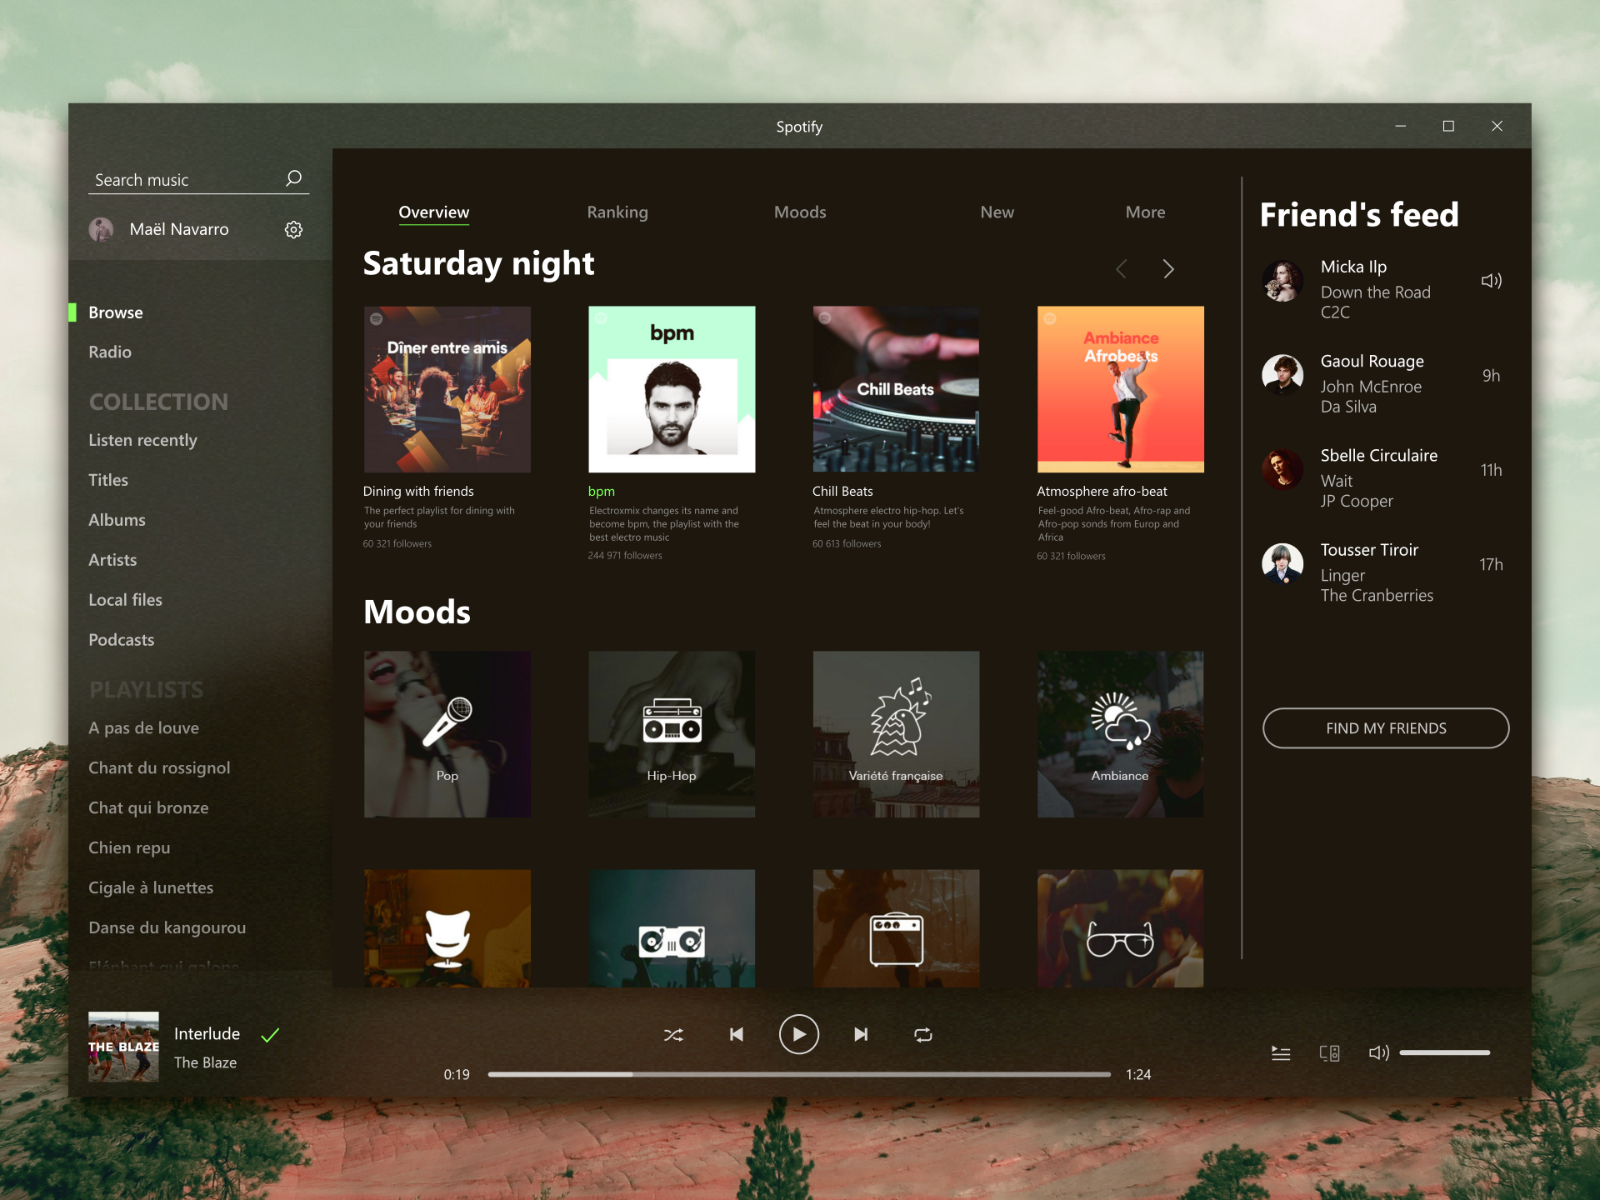 Spotify
Search music
Maël Navarro
Browse
Radio
COLLECTION
Listen recently
Titles
Albums
Artists
Local files
Podcasts
PLAYLISTS
A pas de louve
Chant du rossignol
Chat qui bronze
Chien repu
Cigale à lunettes
Danse du kangourou
Eléphant qui galope
Overview
Ranking
Moods
New
More
Saturday night
Dîner entre amis
bpm
Chill Beats
Ambiance
Afrobeats
Dining with friends
The perfect playlist for dining with
your friends
60 321 followers
bpm
Electroxmix changes its name and
become bpm, the playlist with the
best electro music
244 971 followers
Chill Beats
Atmosphere electro hip-hop. Let's
feel the beat in your body!
60 613 followers
Atmosphere afro-beat
Feel-good Afro-beat, Afro-rap and
Afro-pop sonds from Europ and
Africa
60 321 followers
Moods
Pop
Hip-Hop
Variété française
Ambiance
Friend's feed
Micka Ilp
Down the Road
C2C
Gaoul Rouage
John McEnroe
Da Silva
9h
Sbelle Circulaire
Wait
JP Cooper
11h
Tousser Tiroir
Linger
The Cranberries
17h
FIND MY FRIENDS
THE BLAZE
Interlude
The Blaze
0:19
1:24